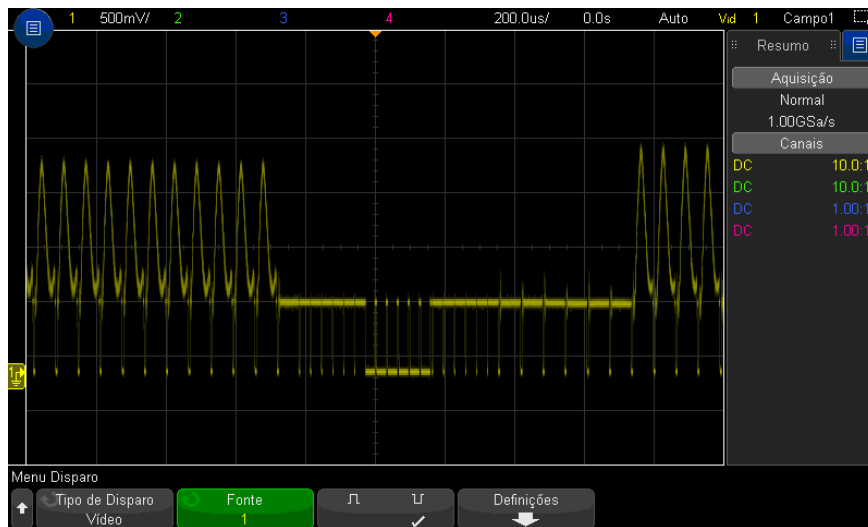 1 500mV/ 2 3 4 200.0us/ 0.0s Auto Vid 1 Campo1
Resumo
Aquisição
Normal
1.00GSa/s
Canais
DC 10.0:1
DC 10.0:1
DC 1.00:1
DC 1.00:1
1
Menu Disparo
Tipo de Disparo Fonte Definições
Vídeo 1